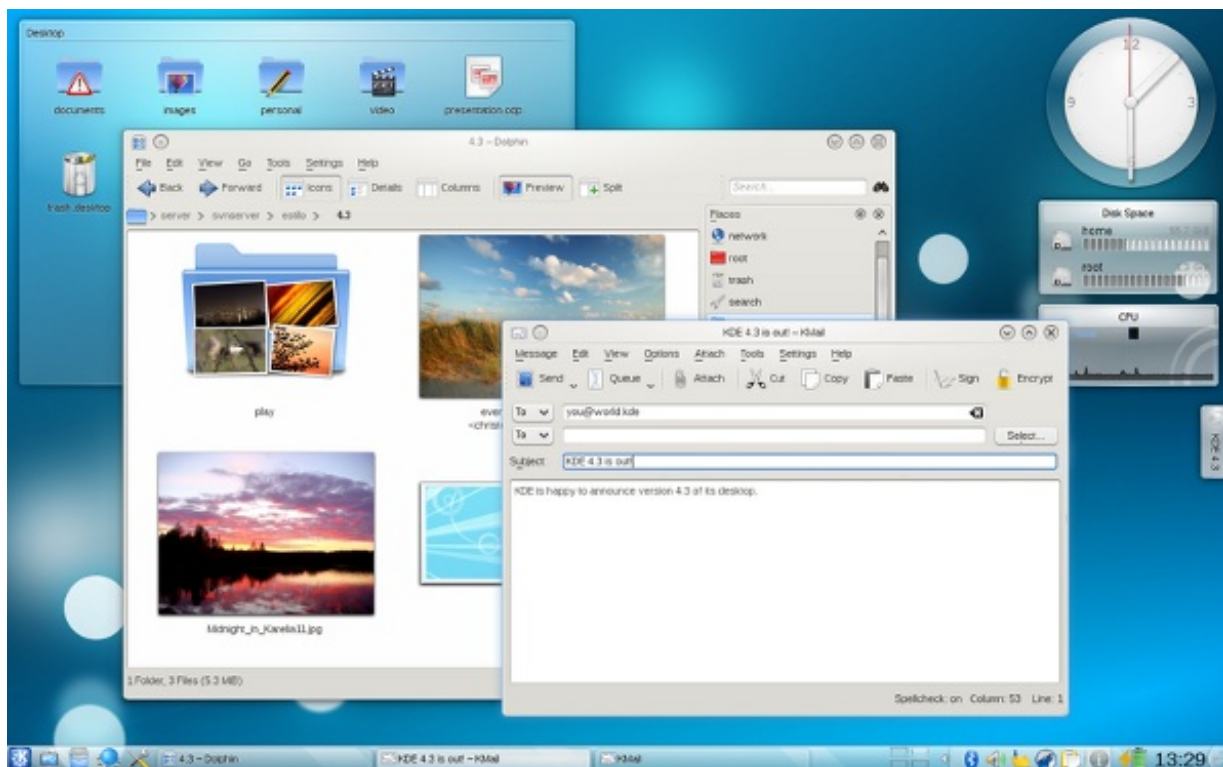 Desktop
documents images personal video presentation.odp
trash.desktop
4.3 – Dolphin
File Edit View Go Tools Settings Help
Back Forward Icons Details Columns Preview Split Search...
> server > svnserver > estilo > 4.3
Places
network
root
trash
search
play
Midnight_in_Karelia11.jpg
1 Folder, 3 Files (5.3 MiB)
KDE 4.3 is out! – KMail
Message Edit View Options Attach Tools Settings Help
Send Queue Attach Cut Copy Paste Sign Encrypt
To you@world.kde
To Select...
Subject: KDE 4.3 is out!
KDE is happy to announce version 4.3 of its desktop.
Spellcheck: on Column: 53 Line: 1
12
9 3
6
Disk Space
home
root
CPU
KDE 4.3
4.3 – Dolphin KDE 4.3 is out! – KMail KMail 13:29